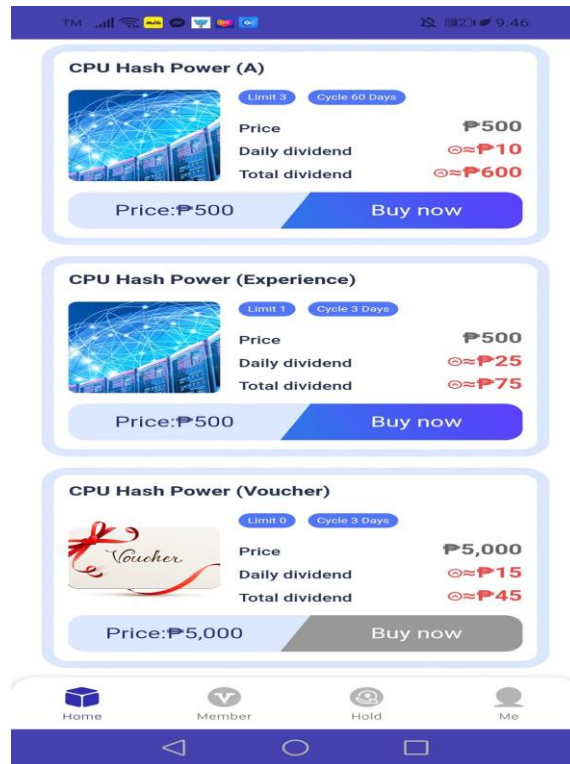 TM 9:46
CPU Hash Power (A)
Limit 3 Cycle 60 Days
Price ₱500
Daily dividend ≈₱10
Total dividend ≈₱600
Price:₱500 Buy now
CPU Hash Power (Experience)
Limit 1 Cycle 3 Days
Price ₱500
Daily dividend ≈₱25
Total dividend ≈₱75
Price:₱500 Buy now
CPU Hash Power (Voucher)
Limit 0 Cycle 3 Days
Voucher
Price ₱5,000
Daily dividend ≈₱15
Total dividend ≈₱45
Price:₱5,000 Buy now
Home Member Hold Me